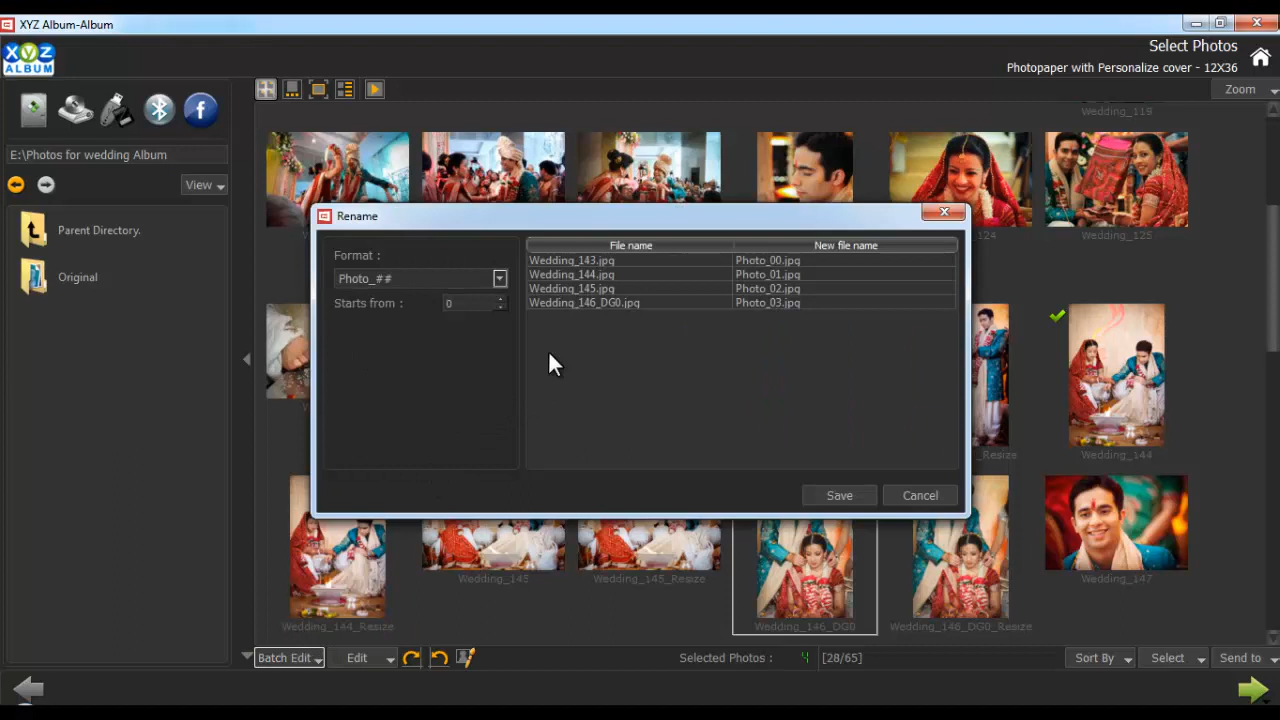 XYZ Album-Album
XYZ
ALBUM
Select Photos
Photopaper with Personalize cover - 12X36
f
Zoom
E:\Photos for wedding Album
View
Parent Directory.
Original
Wedding_119
124
Wedding_125
Rename
Format :
Photo_##
Starts from :
0
File name
New file name
Wedding_143.jpg
Photo_00.jpg
Wedding_144.jpg
Photo_01.jpg
Wedding_145.jpg
Photo_02.jpg
Wedding_146_DG0.jpg
Photo_03.jpg
Save
Cancel
_Resize
Wedding_144
Wedding_144_Resize
Wedding_145
Wedding_145_Resize
Wedding_146_DG0
Wedding_146_DG0_Resize
Wedding_147
Batch Edit
Edit
Selected Photos :
4
[28/65]
Sort By
Select
Send to